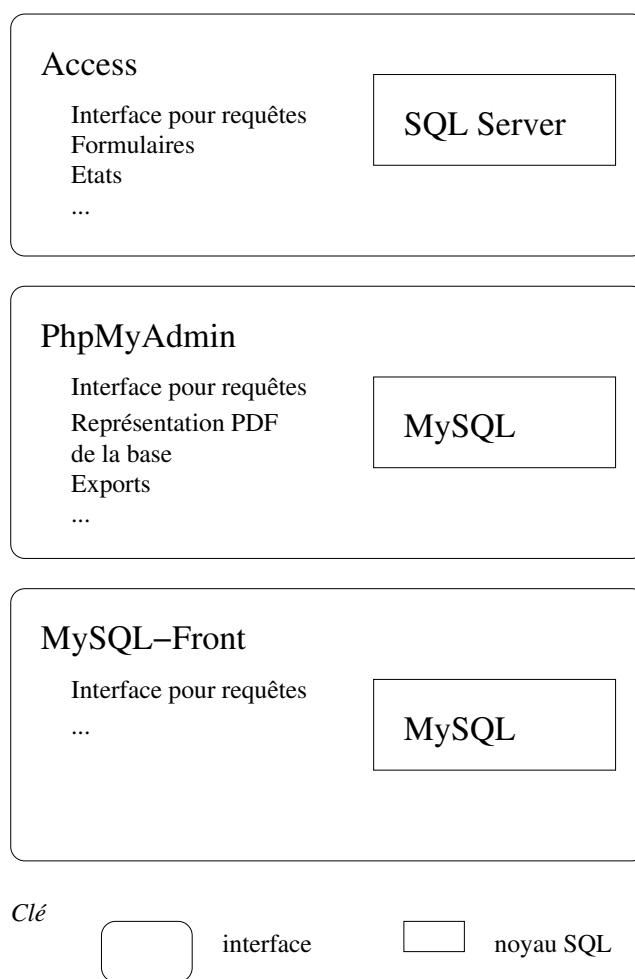 Access
Interface pour requêtes
Formulaires
Etats
...
SQL Server
PhpMyAdmin
Interface pour requêtes
Représentation PDF
de la base
Exports
...
MySQL
MySQL−Front
Interface pour requêtes
...
MySQL
Clé
interface
noyau SQL